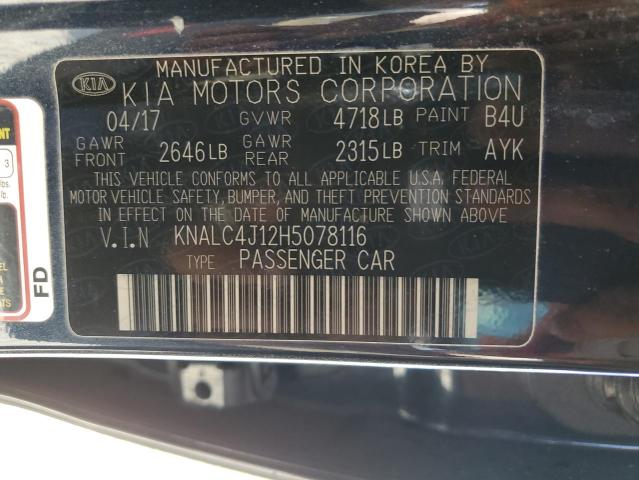 MANUFACTURED IN KOREA BY
KIA KIA MOTORS CORPORATION
04/17 GVWR 4718LB PAINT B4U
GAWR FRONT 2646LB GAWR REAR 2315LB TRIM AYK
THIS VEHICLE CONFORMS TO ALL APPLICABLE U.S.A. FEDERAL
MOTOR VEHICLE SAFETY, BUMPER, AND THEFT PREVENTION STANDARDS
IN EFFECT ON THE DATE OF MANUFACTURE SHOWN ABOVE
V.I.N KNALC4J12H5078116
TYPE PASSENGER CAR
FD
3